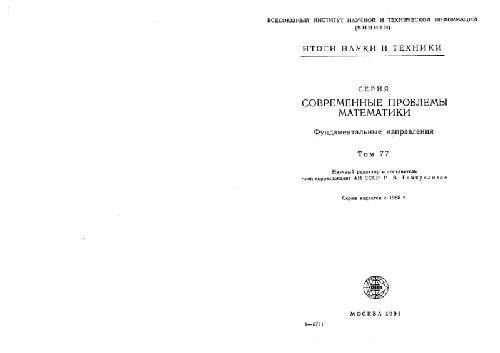 ВСЕСОЮЗНЫЙ ИНСТИТУТ НАУЧНОЙ И ТЕХНИЧЕСКОЙ ИНФОРМАЦИИ
(ВИНИТИ)
ИТОГИ НАУКИ И ТЕХНИКИ
СЕРИЯ
СОВРЕМЕННЫЕ ПРОБЛЕМЫ
МАТЕМАТИКИ
Фундаментальные направления
Том 77
Научный редактор и составитель
член-корреспондент АН СССР Р. В. Гамкрелидзе
Серия издается с 1985 г.
МОСКВА 1991